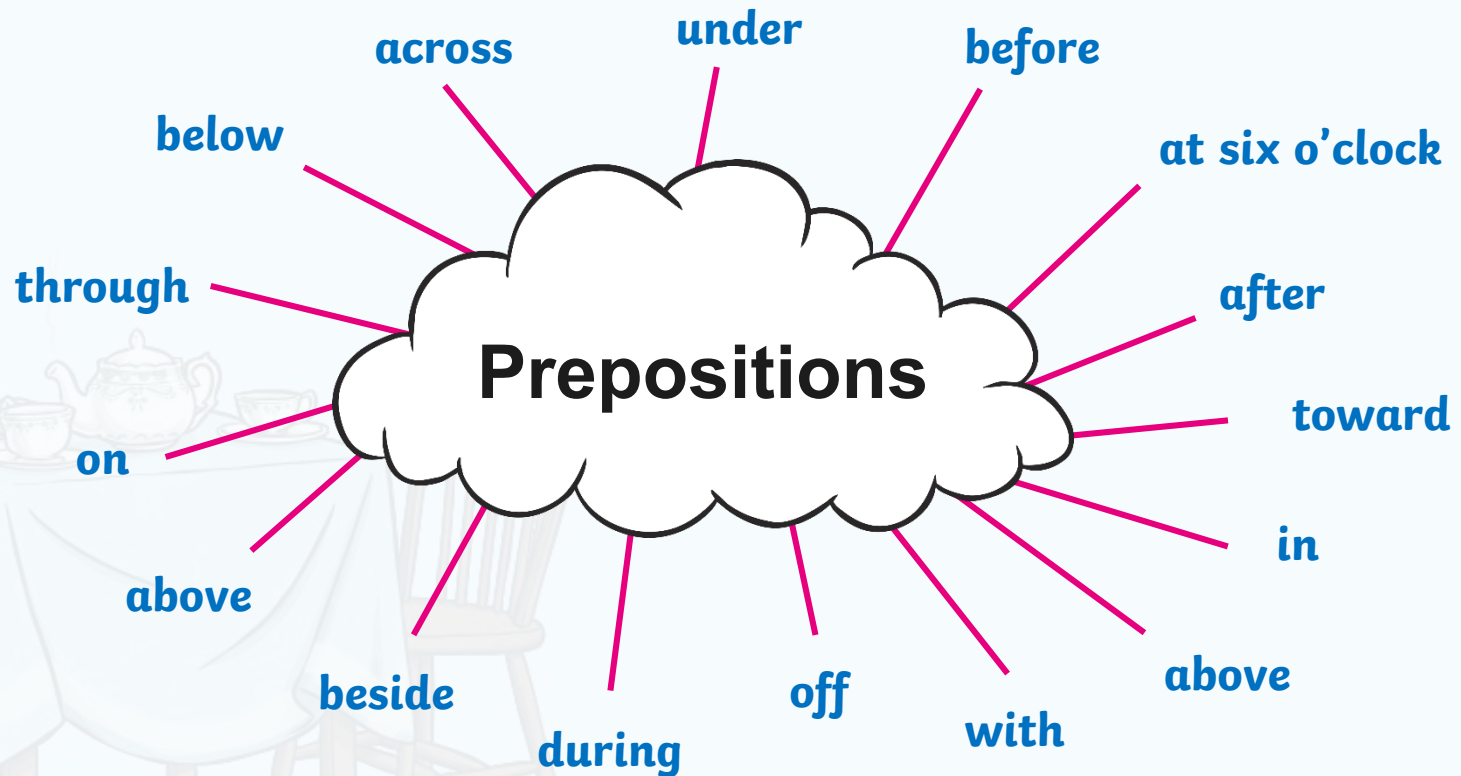 under
across
before
below
at six o’clock
through
after
Prepositions
toward
on
in
above
above
beside
off
with
during